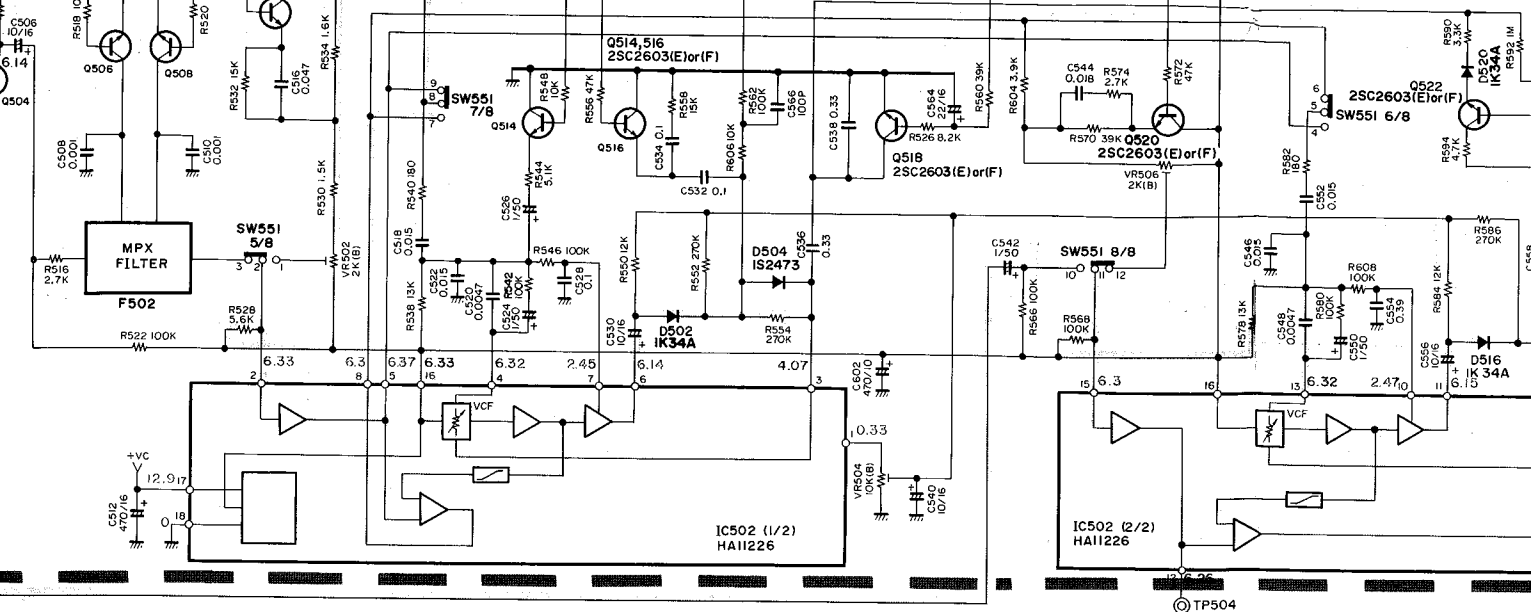 C506
10/16
6.14
Q504
R518 10
Q506
Q508
R520
R532 15K
C516
0.047
R534 1.6K
C508
0.001
C510
0.001
R530 1.5K
MPX
FILTER
F502
R516
2.7K
SW551
5/8
3 2 1
VR502
2K(B)
R528
5.6K
R522 100K
9
8
7
SW551
7/8
R540 180
C518
0.015
R538 13K
C522
0.015
C520
0.0047
R542
100K
C524
1/50
Q514,516
2SC2603(E)or(F)
R548
10K
Q514
R544
5.1K
C526
1/50
R546 100K
C528
0.1
R556 47K
Q516
R558
15K
C534 0.1
C532 0.1
R562
100K
C566
100P
R606 10K
R550 12K
R552 270K
C530
10/16
D502
1K34A
D504
1S2473
R554
270K
C536
0.33
C538 0.33
Q518
2SC2603(E)or(F)
R526 8.2K
C564
22/16
R560 39K
R604 3.9K
C544
0.018
R574
2.7K
R570 39K
R572
47K
Q520
2SC2603(E)or(F)
VR506
2K(B)
C542
1/50
SW551 8/8
10 11 12
R566 100K
R568
100K
6
5
4
SW551 6/8
R582
180
C552
0.015
C546
0.015
R608
100K
R578 13K
C548
0.0047
R580
100K
C550
1/50
C554
0.39
R584 12K
C556
10/16
R586
270K
D516
1K34A
R590
3.3K
D520
1K34A
R592 1M
Q522
2SC2603(E)or(F)
R594
4.7K
6.33
6.3
6.37
6.33
6.32
2.45
6.14
4.07
2
8
5
16
4
7
6
3
C602
470/10
6.3
6.32
2.47
6.15
15
16
13
10
11
VCF
VCF
1
0.33
VR504
10K(B)
C540
10/16
+VC
12.9
17
C512
470/16
0
18
IC502 (1/2)
HA11226
IC502 (2/2)
HA11226
TP504